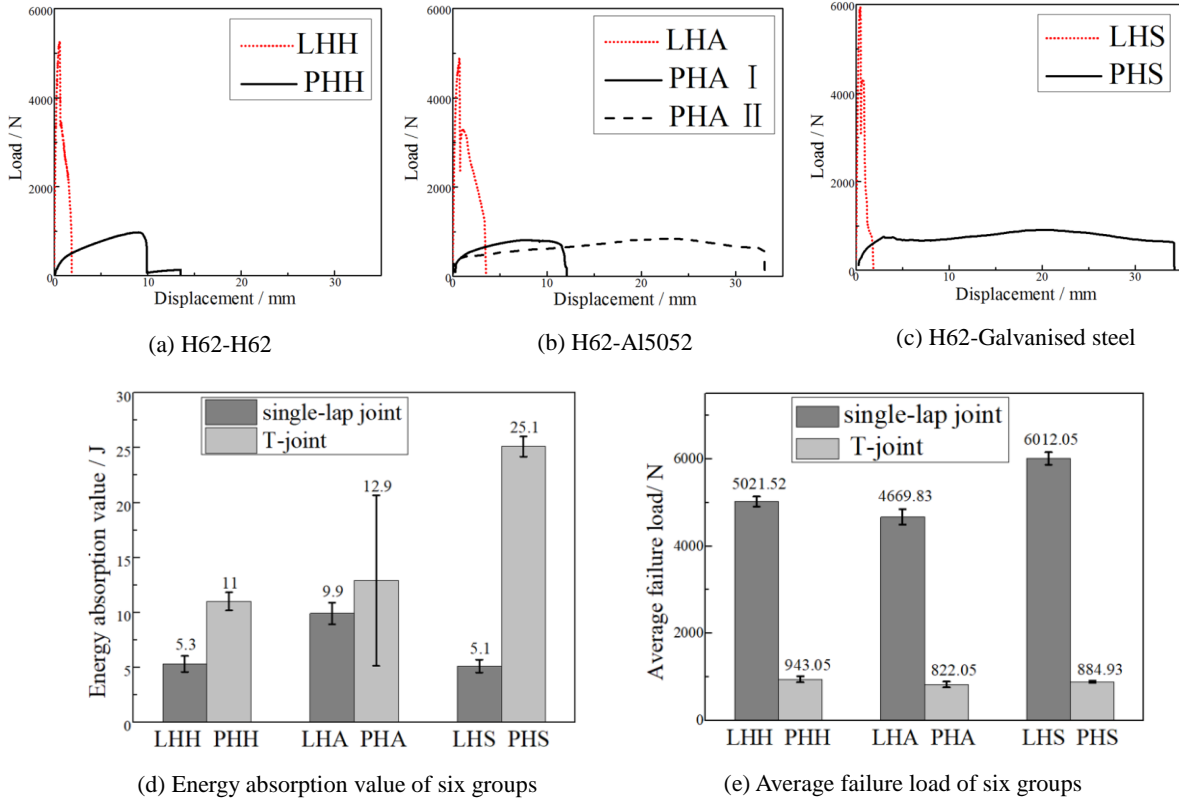 6000
4000
2000
0
Load / N
LHH
PHH
0
10
20
30
Displacement / mm
(a) H62-H62
6000
4000
2000
0
Load / N
LHA
PHA Ⅰ
PHA Ⅱ
0
10
20
30
Displacement / mm
(b) H62-Al5052
6000
4000
2000
0
Load / N
LHS
PHS
0
10
20
30
Displacement / mm
(c) H62-Galvanised steel
30
25
20
15
10
5
0
Energy absorption value / J
single-lap joint
T-joint
5.3
11
9.9
12.9
5.1
25.1
LHH PHH LHA PHA LHS PHS
(d) Energy absorption value of six groups
6000
4000
2000
0
Average failure load/ N
single-lap joint
T-joint
5021.52
943.05
4669.83
822.05
6012.05
884.93
LHH PHH LHA PHA LHS PHS
(e) Average failure load of six groups